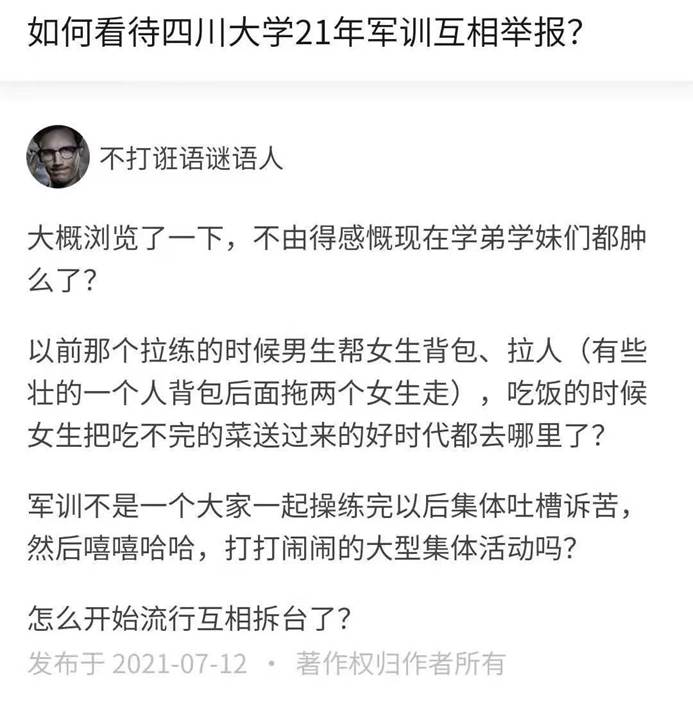 如何看待四川大学21年军训互相举报？
不打诳语谜语人
大概浏览了一下，不由得感慨现在学弟学妹们都肿
么了？
以前那个拉练的时候男生帮女生背包、拉人（有些
壮的一个人背包后面拖两个女生走），吃饭的时候
女生把吃不完的菜送过来的好时代都去哪里了？
军训不是一个大家一起操练完以后集体吐槽诉苦，
然后嘻嘻哈哈，打打闹闹的大型集体活动吗？
怎么开始流行互相拆台了？
发布于 2021-07-12 · 著作权归作者所有